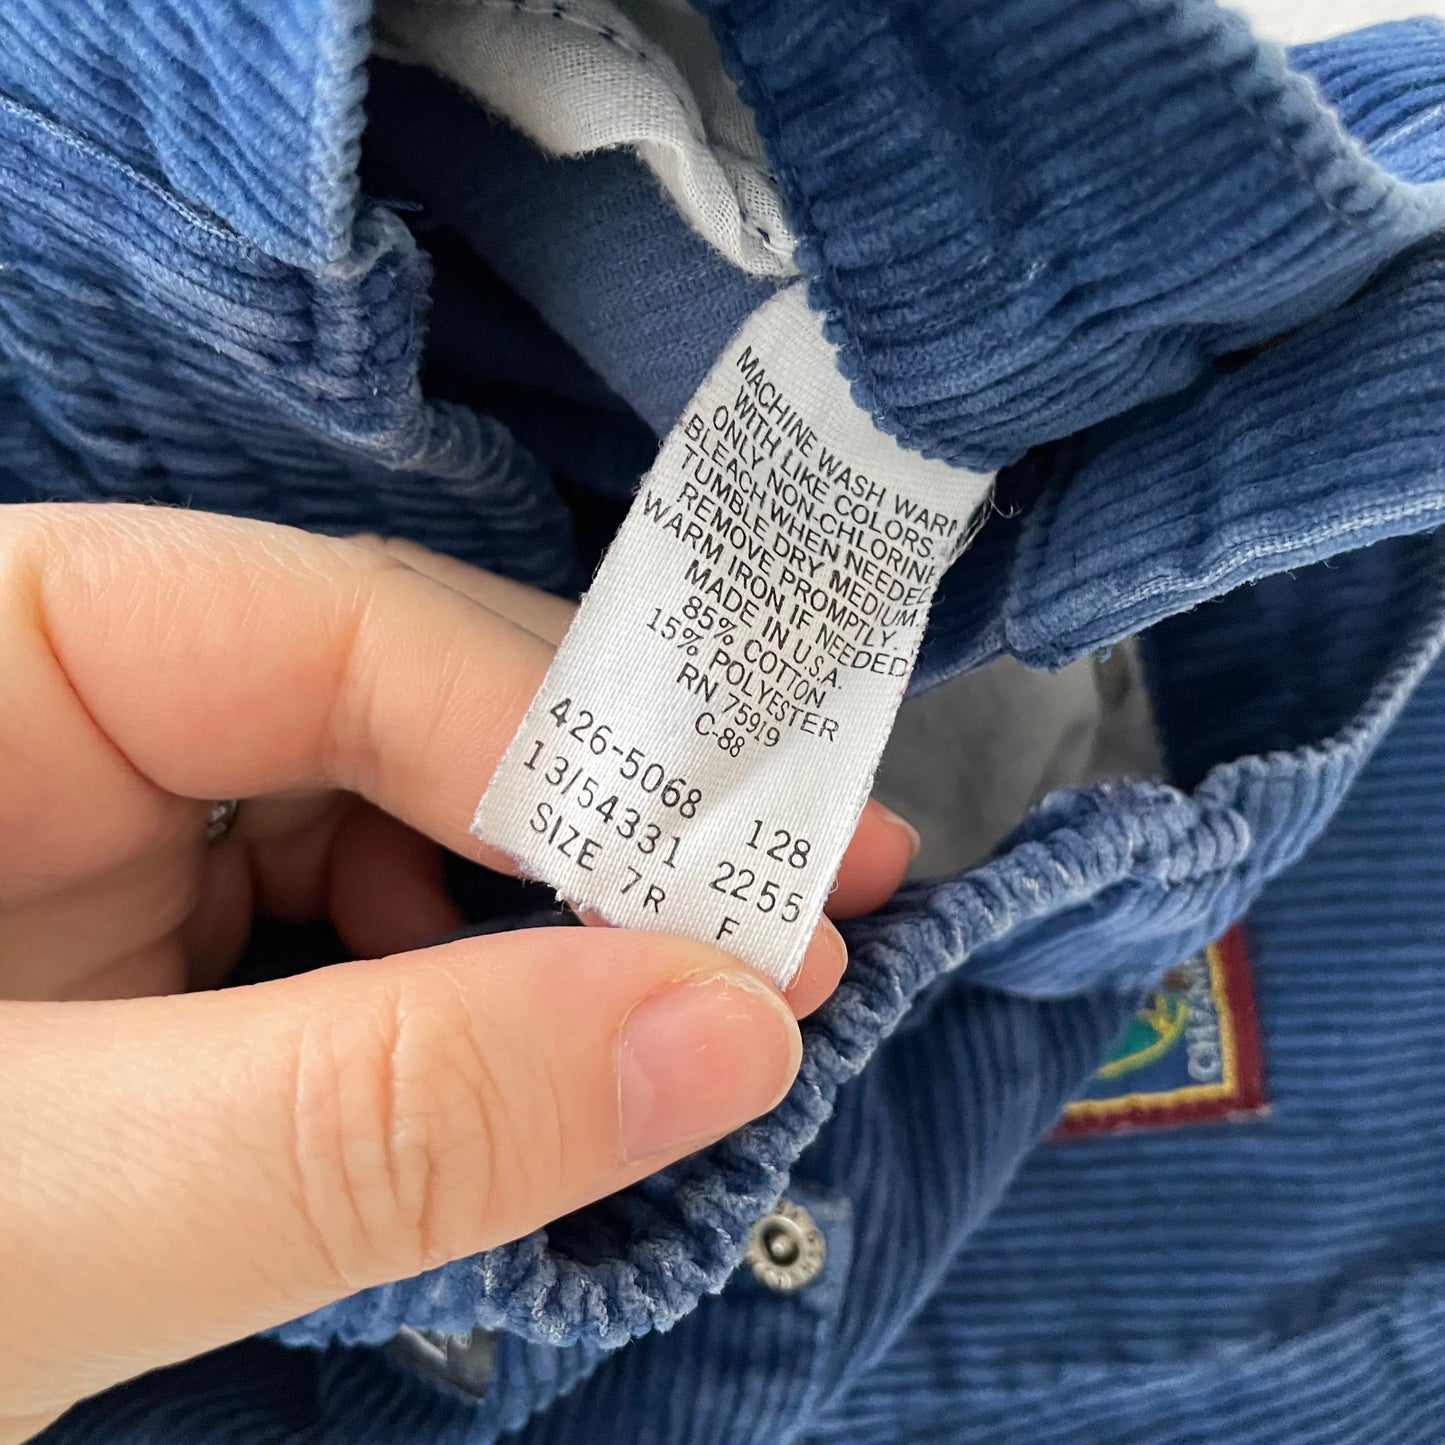 MACHINE WASH WARM
WITH LIKE COLORS.
ONLY NON-CHLORINE
BLEACH WHEN NEEDED
TUMBLE DRY MEDIUM.
REMOVE PROMPTLY.
WARM IRON IF NEEDED
MADE IN U.S.A.
85% COTTON
15% POLYESTER
RN 75919
C-88
426-5068 128
13/54331 2255
SIZE 7R F